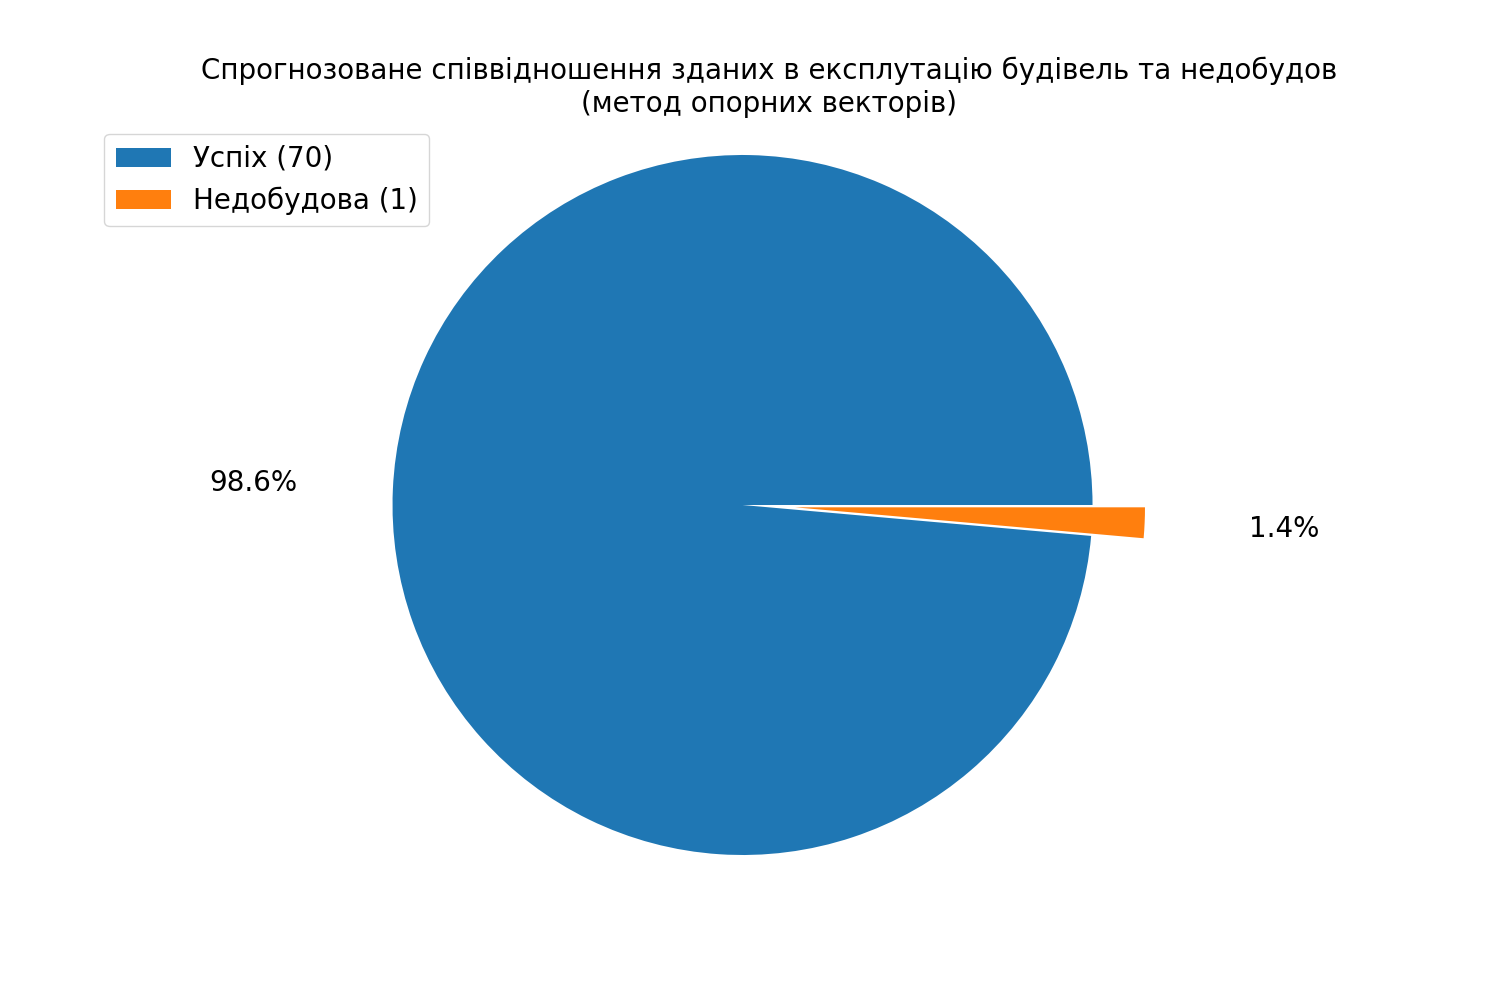 Спрогнозоване співвідношення зданих в експлутацію будівель та недобудов
(метод опорних векторів)
Успіх (70)
Недобудова (1)
98.6%
1.4%